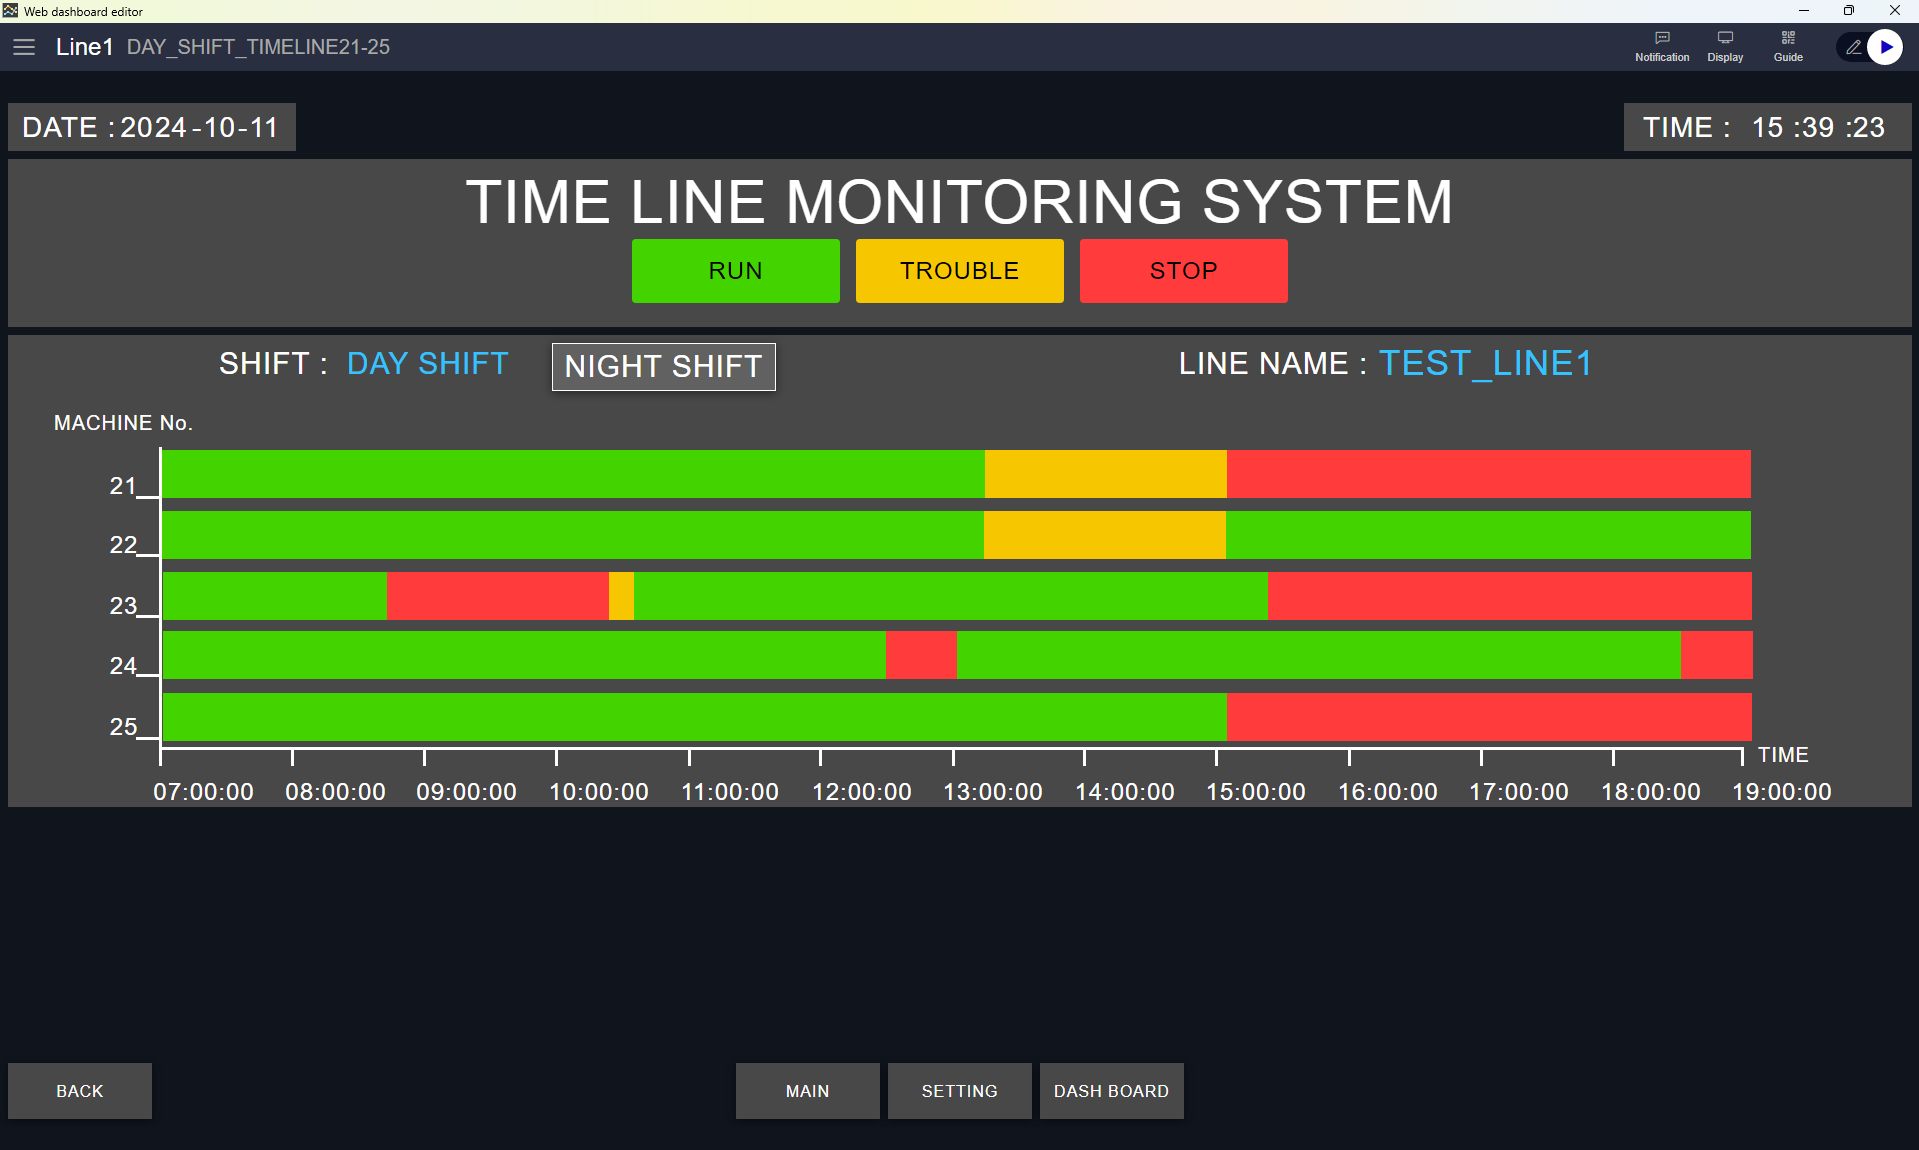 Web dashboard editor
Line1 DAY_SHIFT_TIMELINE21-25
Notification Display Guide
DATE :2024-10-11
TIME : 15 :39 :23
TIME LINE MONITORING SYSTEM
RUN TROUBLE STOP
SHIFT : DAY SHIFT NIGHT SHIFT LINE NAME : TEST_LINE1
MACHINE No.
21
22
23
24
25
TIME
07:00:00 08:00:00 09:00:00 10:00:00 11:00:00 12:00:00 13:00:00 14:00:00 15:00:00 16:00:00 17:00:00 18:00:00 19:00:00
BACK MAIN SETTING DASH BOARD